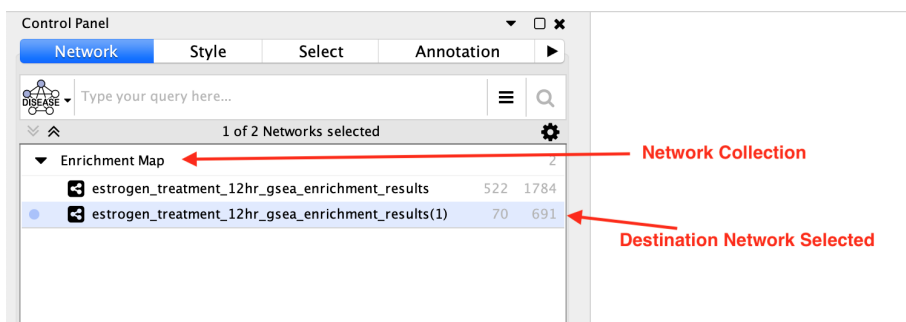 Control Panel
Network Style Select Annotation
DISEASE Type your query here...
1 of 2 Networks selected
Enrichment Map 2
Network Collection
estrogen_treatment_12hr_gsea_enrichment_results 522 1784
estrogen_treatment_12hr_gsea_enrichment_results(1) 70 691
Destination Network Selected